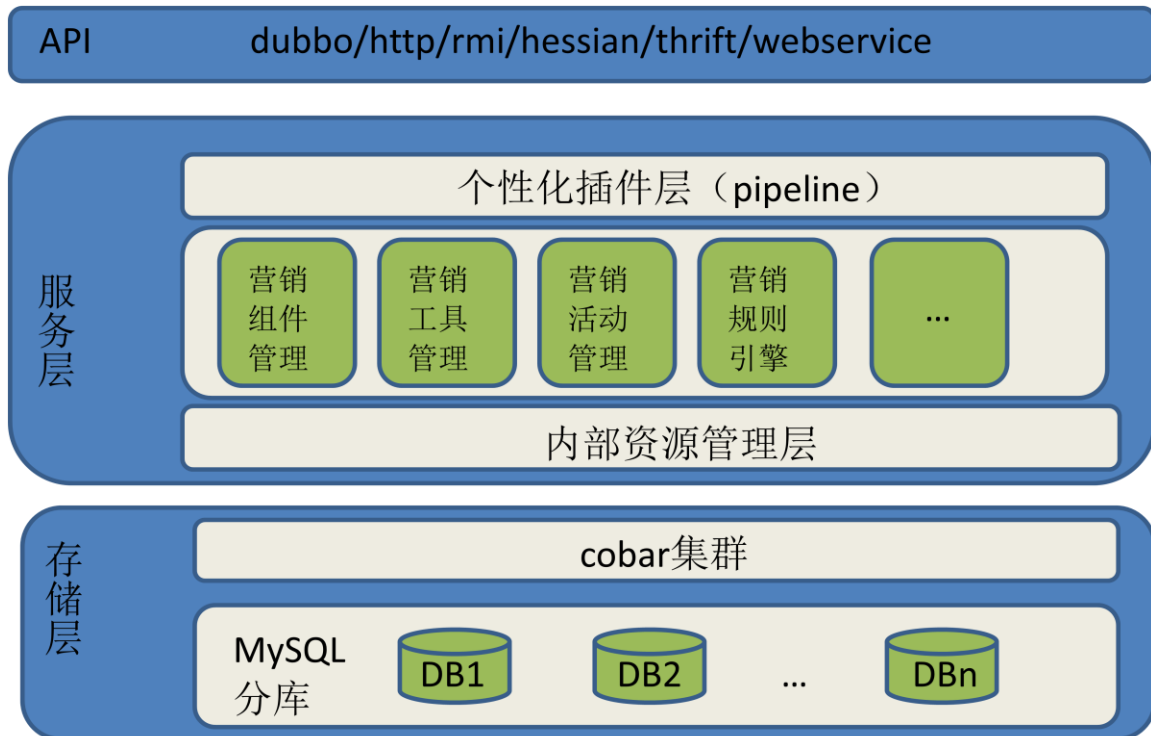 API dubbo/http/rmi/hessian/thrift/webservice
服务层
个性化插件层（pipeline）
营销
组件
管理
营销
工具
管理
营销
活动
管理
营销
规则
引擎
...
内部资源管理层
存储层
cobar集群
MySQL
分库
DB1
DB2
...
DBn